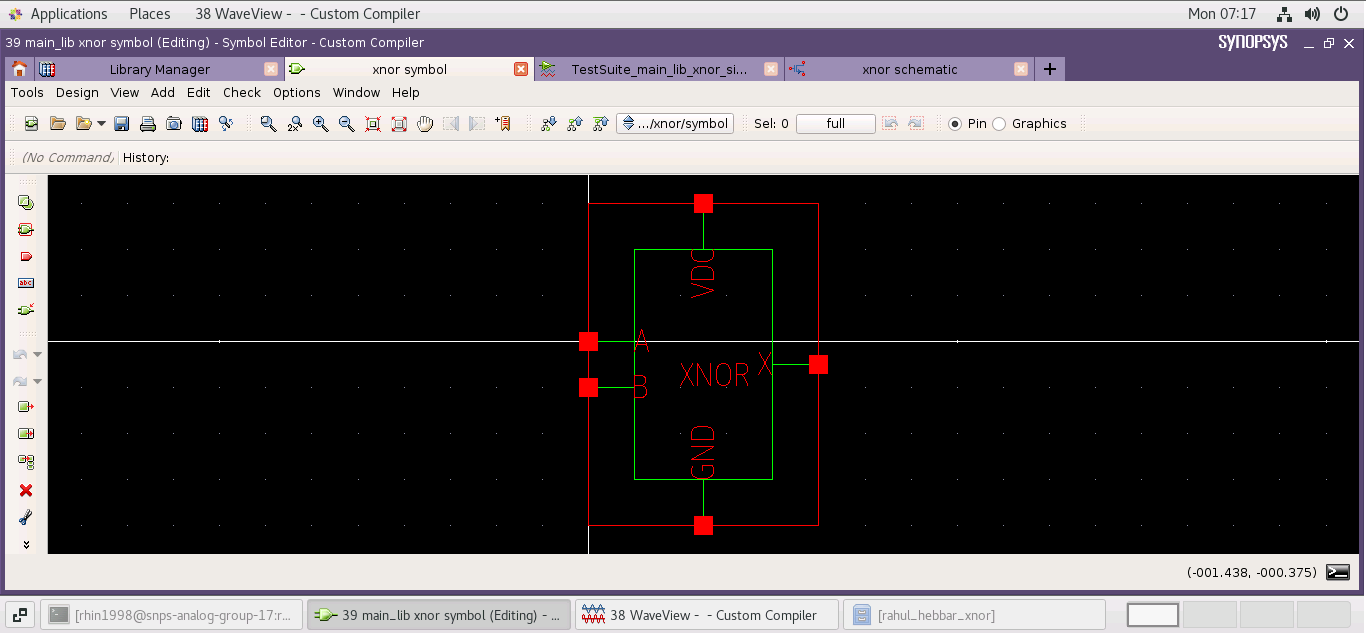 Applications Places 38 WaveView - - Custom Compiler Mon 07:17
39 main_lib xnor symbol (Editing) - Symbol Editor - Custom Compiler SYNOPSYS
Library Manager xnor symbol TestSuite_main_lib_xnor_si... xnor schematic
Tools Design View Add Edit Check Options Window Help
2x .../xnor/symbol Sel: 0 full Pin Graphics
(No Command) History:
abc
VDC
A
XNOR X
B
GND
(-001.438, -000.375)
[rhin1998@snps-analog-group-17:r... 39 main_lib xnor symbol (Editing) - ... 38 WaveView - - Custom Compiler [rahul_hebbar_xnor]